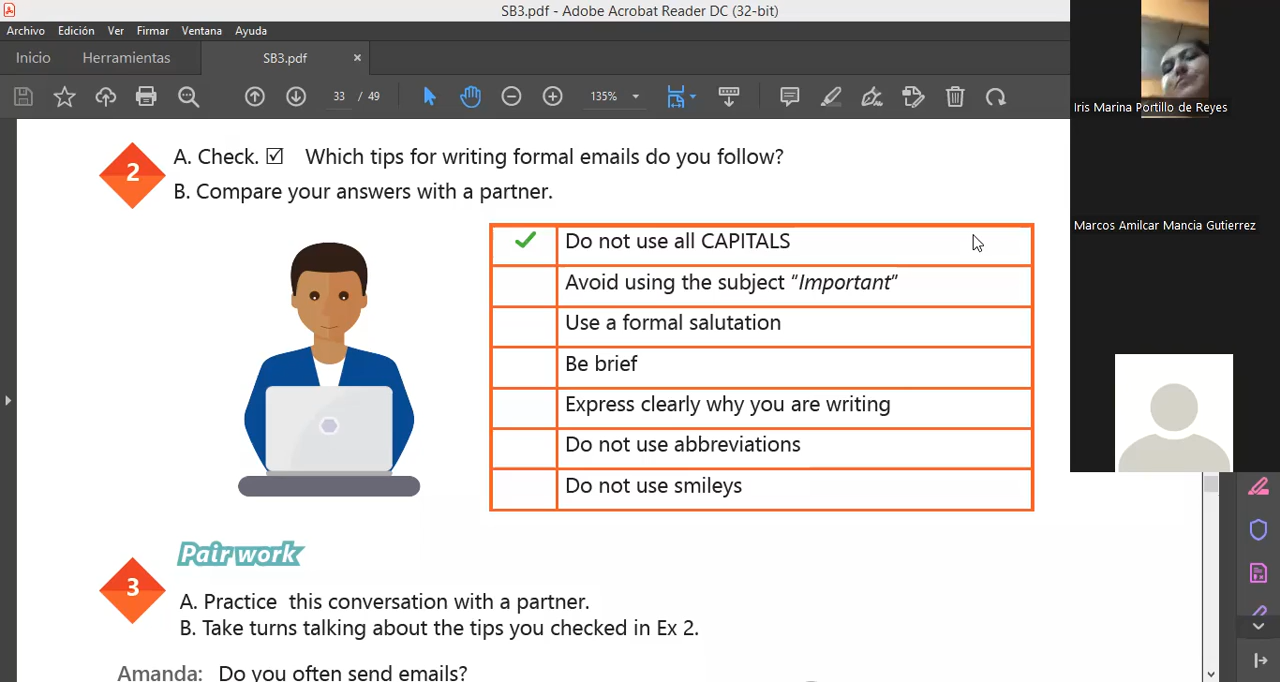 SB3.pdf - Adobe Acrobat Reader DC (32-bit)
Archivo Edición Ver Firmar Ventana Ayuda
Inicio Herramientas SB3.pdf ×
33 / 49 135%
Iris Marina Portillo de Reyes
Marcos Amilcar Mancia Gutierrez
2
A. Check. ☑ Which tips for writing formal emails do you follow?
B. Compare your answers with a partner.
✓ Do not use all CAPITALS
Avoid using the subject “Important”
Use a formal salutation
Be brief
Express clearly why you are writing
Do not use abbreviations
Do not use smileys
Pair work
3
A. Practice this conversation with a partner.
B. Take turns talking about the tips you checked in Ex 2.
Amanda: Do you often send emails?